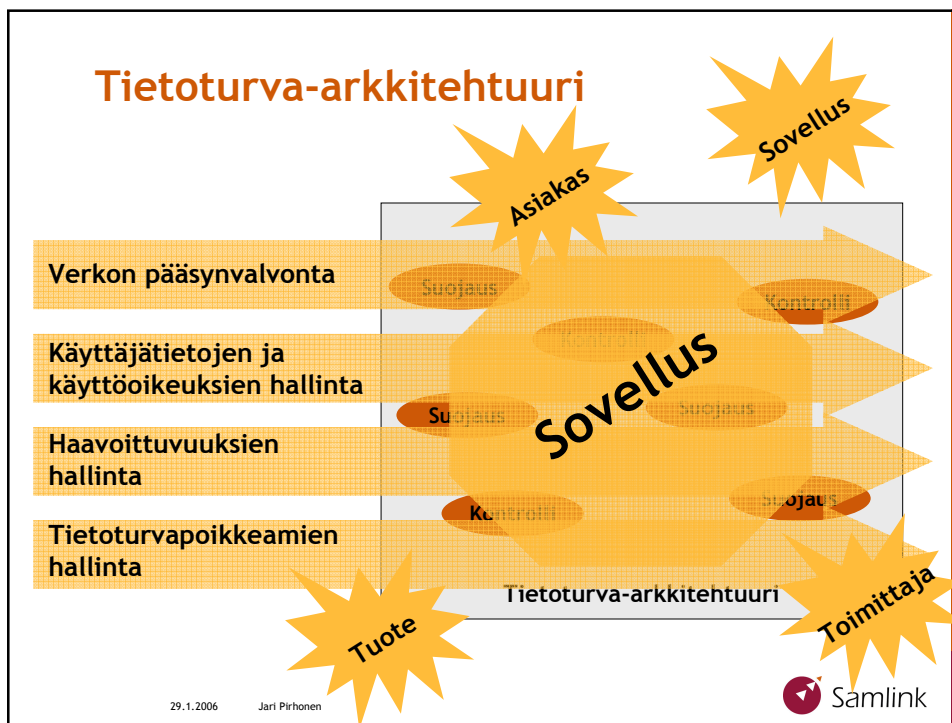 Tietoturva-arkkitehtuuri
Sovellus
Asiakas
Verkon pääsynvalvonta
Suojaus
Kontrolli
Kontrolli
Käyttäjätietojen ja
käyttöoikeuksien hallinta
Sovellus
Suojaus
Suojaus
Haavoittuvuuksien
hallinta
Kontrolli
Suojaus
Tietoturvapoikkeamien
hallinta
Tietoturva-arkkitehtuuri
Toimittaja
Tuote
29.1.2006 Jari Pirhonen
Samlink